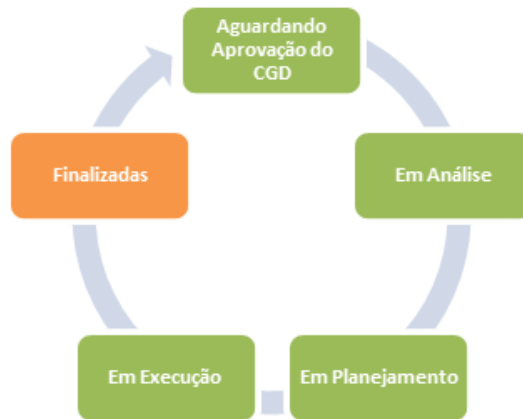 Aguardando
Aprovação do
CGD
Em Análise
Em Planejamento
Em Execução
Finalizadas